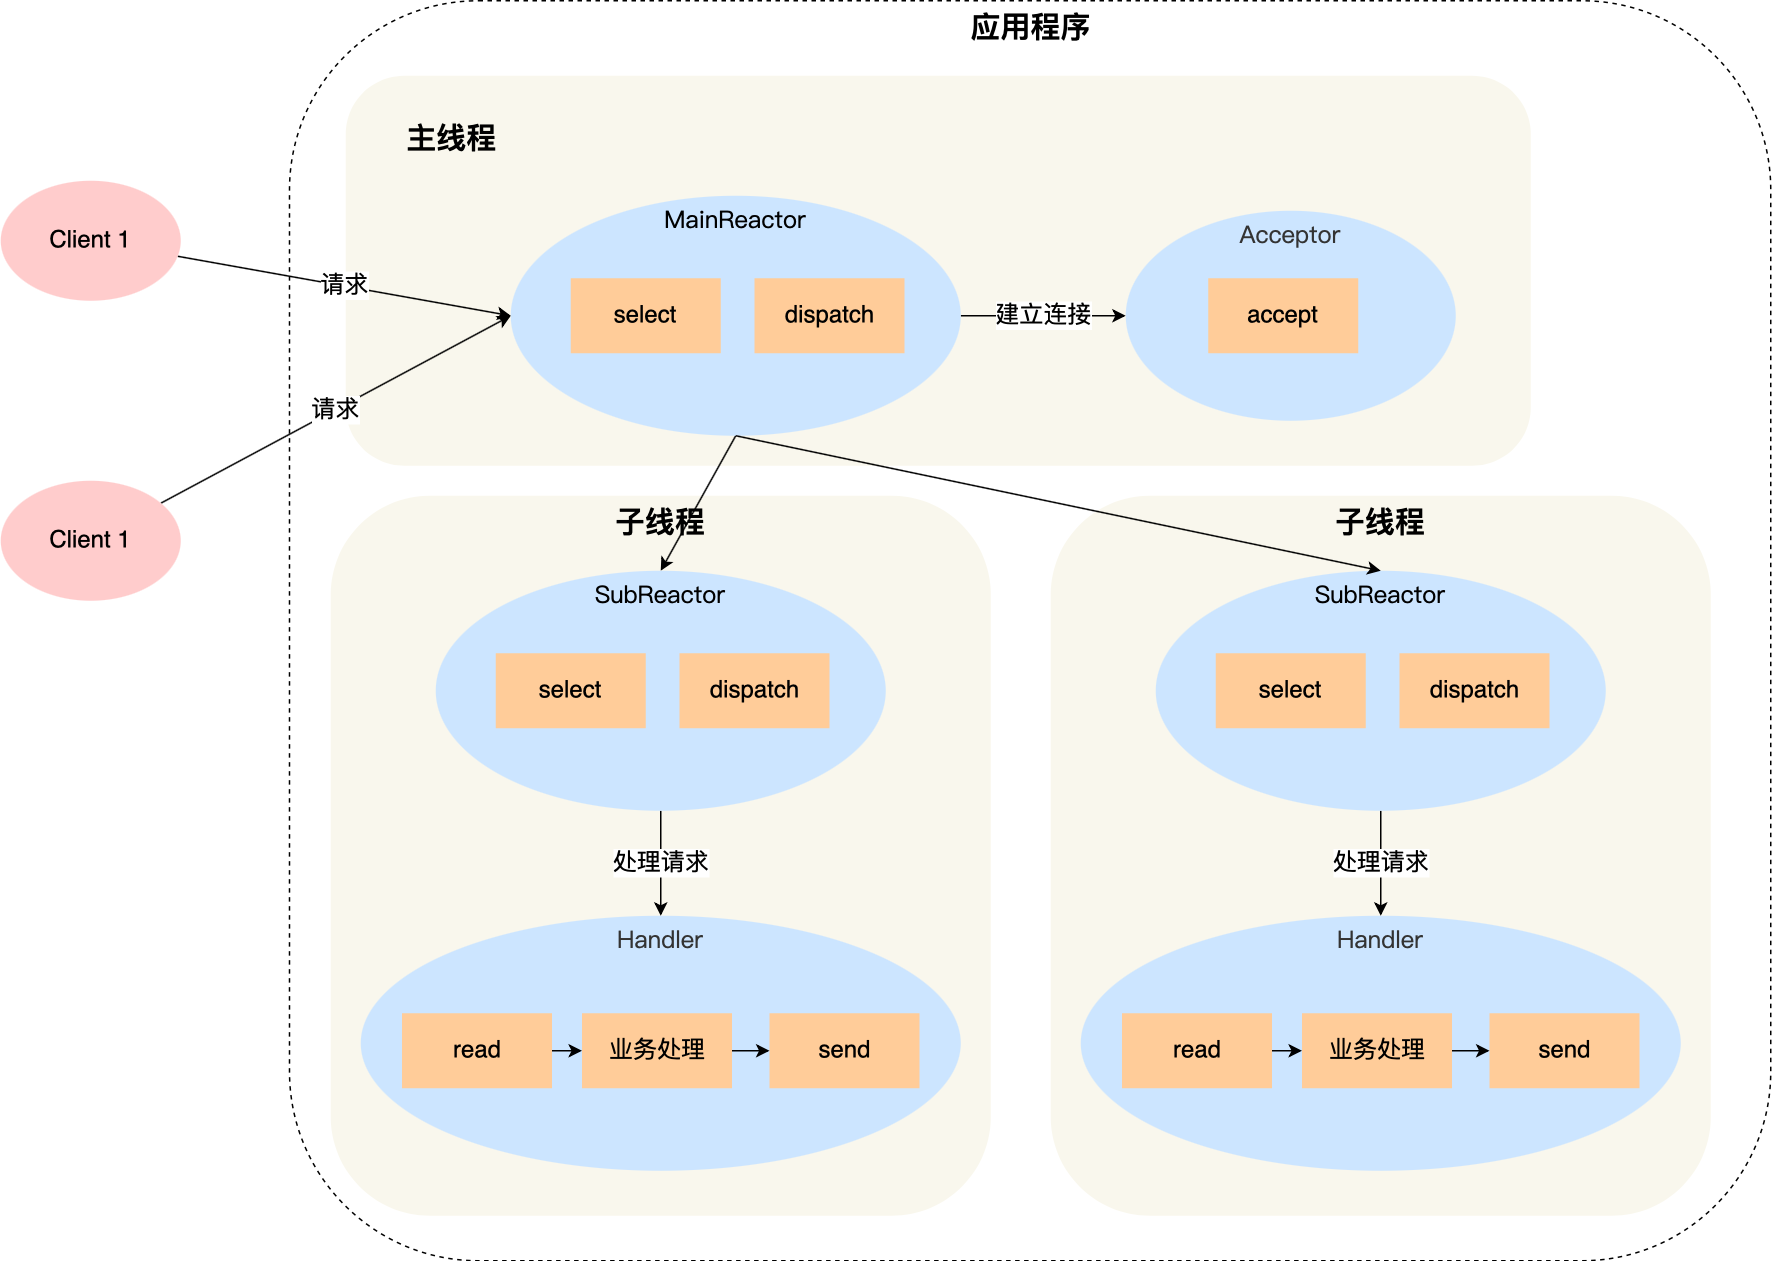 应用程序
主线程
MainReactor
Acceptor
Client 1
请求
select
dispatch
建立连接
accept
请求
Client 1
子线程
子线程
SubReactor
SubReactor
select
dispatch
select
dispatch
处理请求
处理请求
Handler
Handler
read
业务处理
send
read
业务处理
send